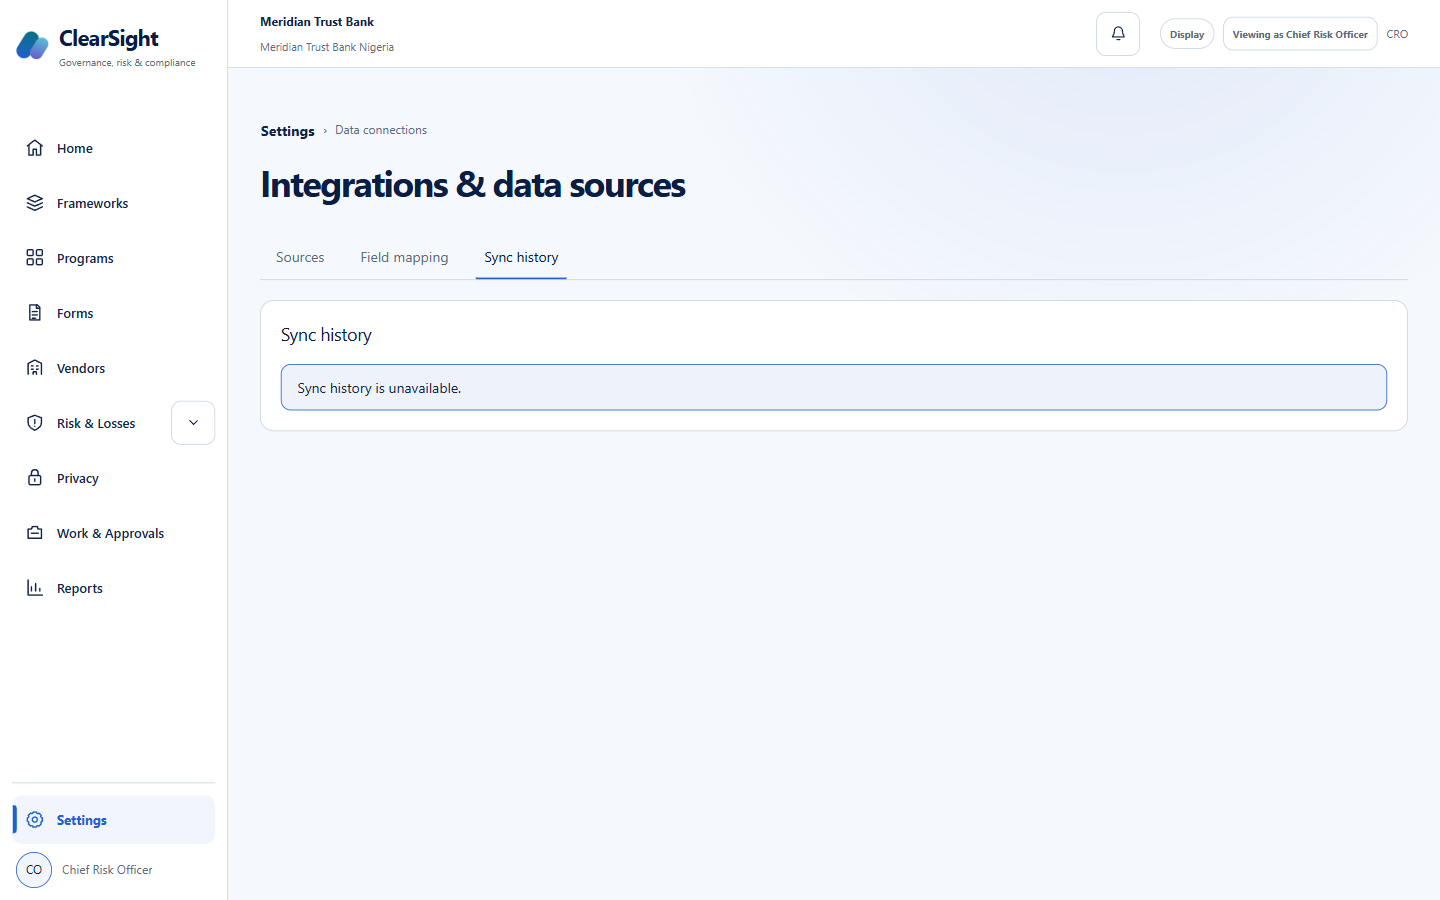 ClearSight
Governance, risk & compliance
Meridian Trust Bank
Meridian Trust Bank Nigeria
Display
Viewing as Chief Risk Officer
CRO
Home
Frameworks
Programs
Forms
Vendors
Risk & Losses
Privacy
Work & Approvals
Reports
Settings
CO
Chief Risk Officer
Settings › Data connections
Integrations & data sources
Sources
Field mapping
Sync history
Sync history
Sync history is unavailable.